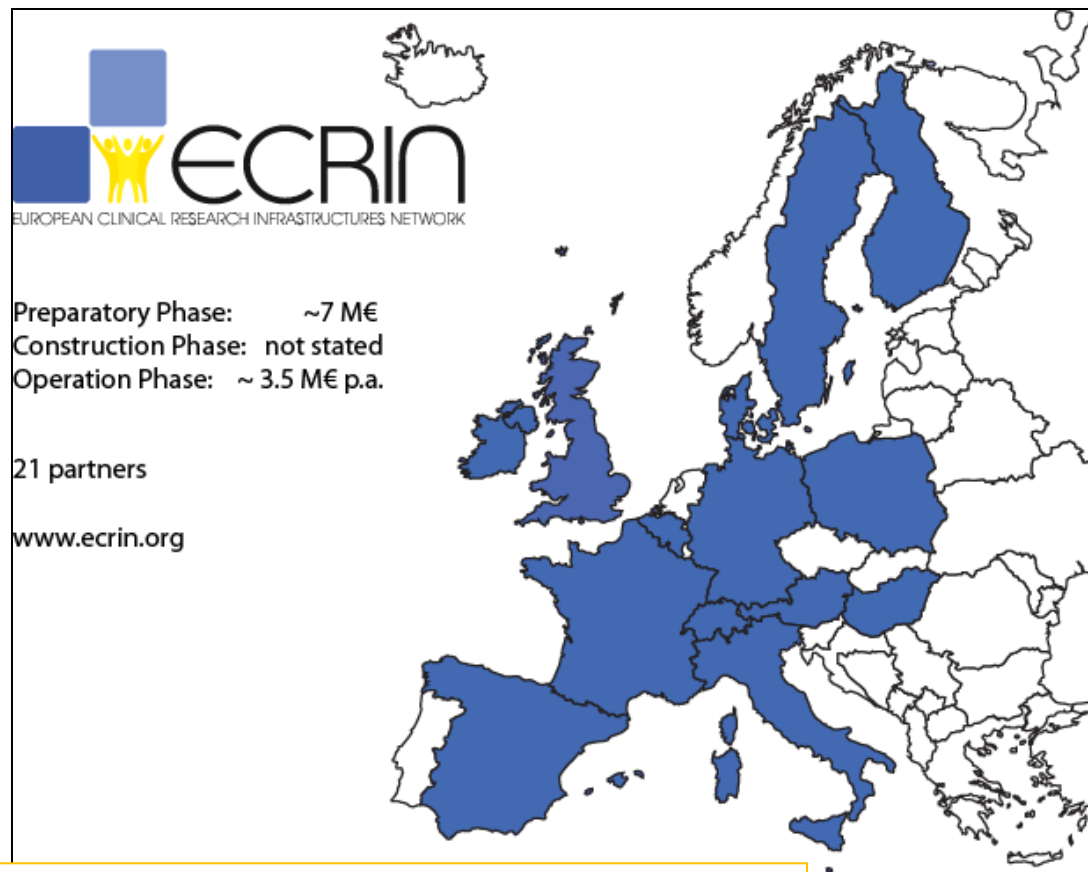 ECRIN
EUROPEAN CLINICAL RESEARCH INFRASTRUCTURES NETWORK
Preparatory Phase: ~7 M€
Construction Phase: not stated
Operation Phase: ~ 3.5 M€ p.a.
21 partners
www.ecrin.org